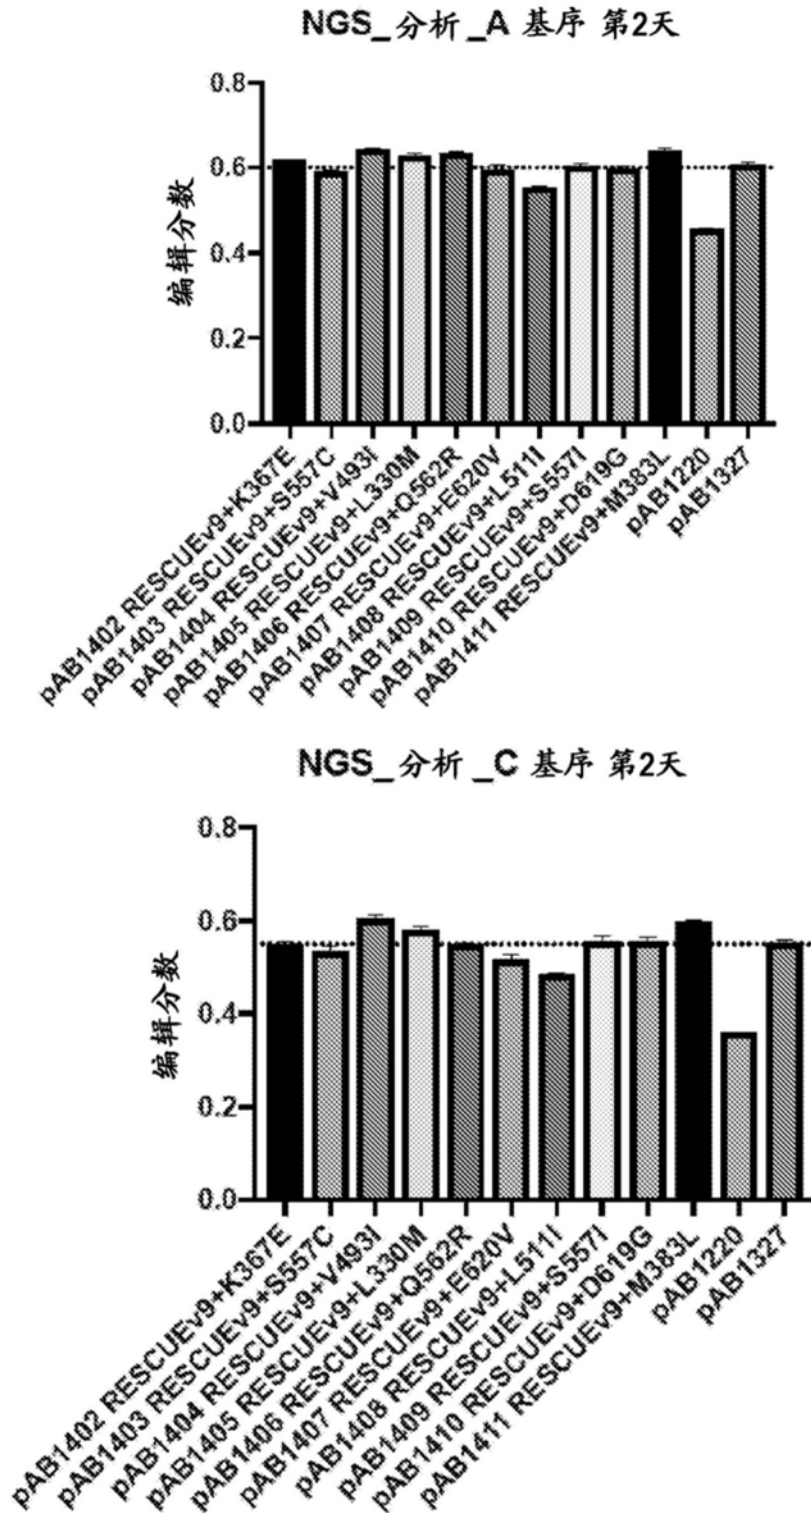 NGS_分析_A 基序 第2天
编辑分数
0.8
0.6
0.4
0.2
0.0
pAB1402 RESCUEv9+K367E
pAB1403 RESCUEv9+S557C
pAB1404 RESCUEv9+V493I
pAB1405 RESCUEv9+L330M
pAB1406 RESCUEv9+Q562R
pAB1407 RESCUEv9+E620V
pAB1408 RESCUEv9+L511I
pAB1409 RESCUEv9+S557I
pAB1410 RESCUEv9+D619G
pAB1411 RESCUEv9+M383L
pAB1220
pAB1327
NGS_分析_C 基序 第2天
编辑分数
0.8
0.6
0.4
0.2
0.0
pAB1402 RESCUEv9+K367E
pAB1403 RESCUEv9+S557C
pAB1404 RESCUEv9+V493I
pAB1405 RESCUEv9+L330M
pAB1406 RESCUEv9+Q562R
pAB1407 RESCUEv9+E620V
pAB1408 RESCUEv9+L511I
pAB1409 RESCUEv9+S557I
pAB1410 RESCUEv9+D619G
pAB1411 RESCUEv9+M383L
pAB1220
pAB1327